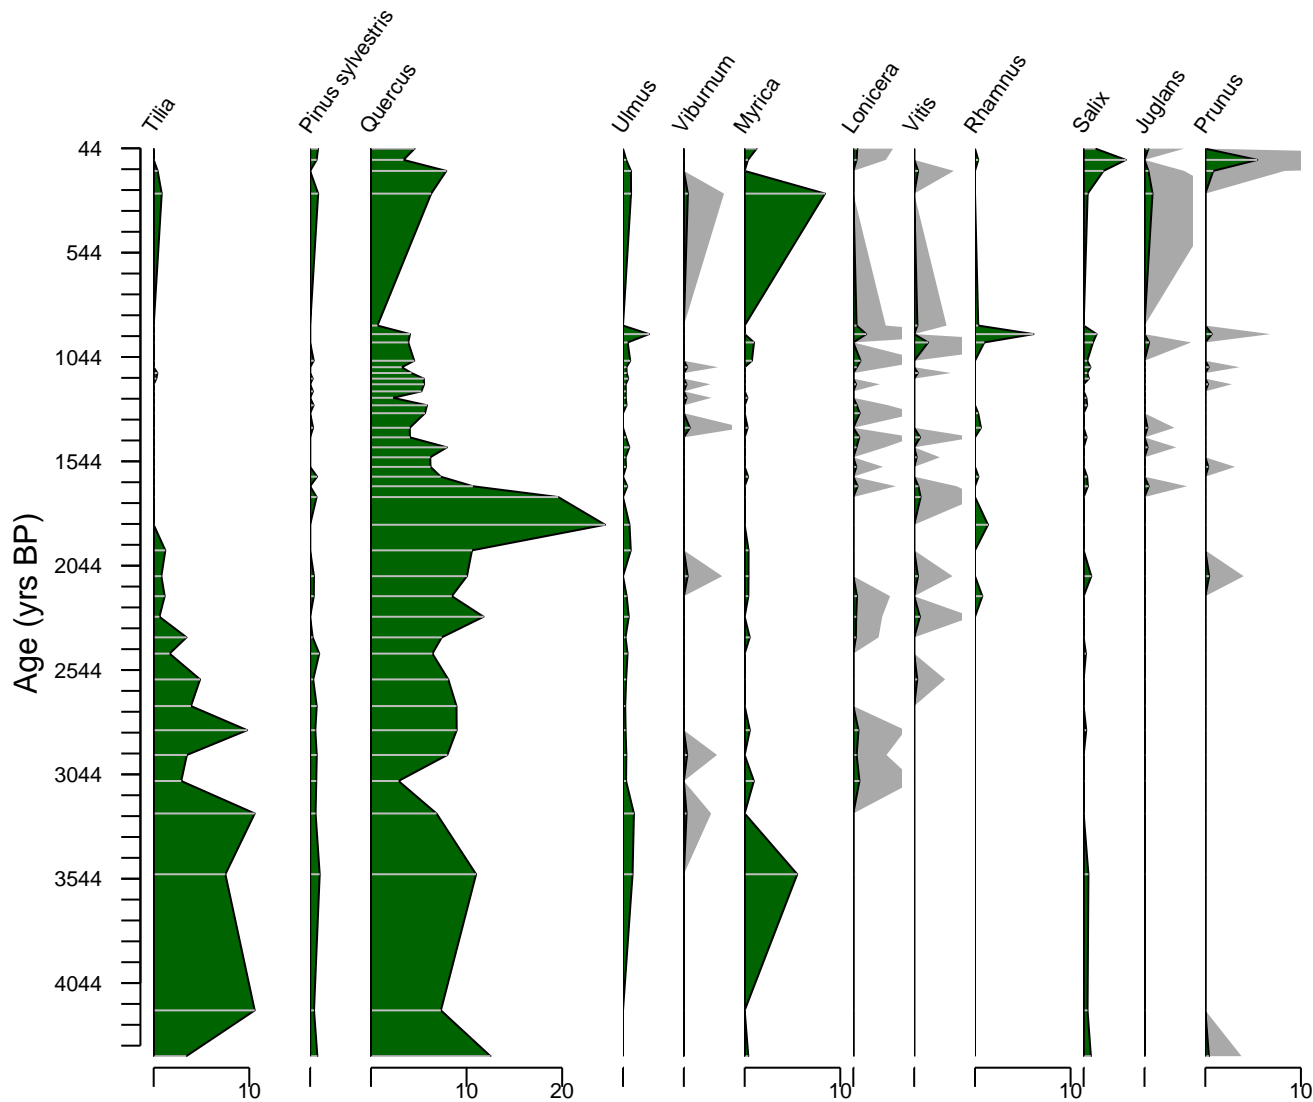 Tilia
Pinus sylvestris
Quercus
Ulmus
Viburnum
Myrica
Lonicera
Vitis
Rhamnus
Salix
Juglans
Prunus
Age (yrs BP)
44
544
1044
1544
2044
2544
3044
3544
4044
10
10
20
10
10
10